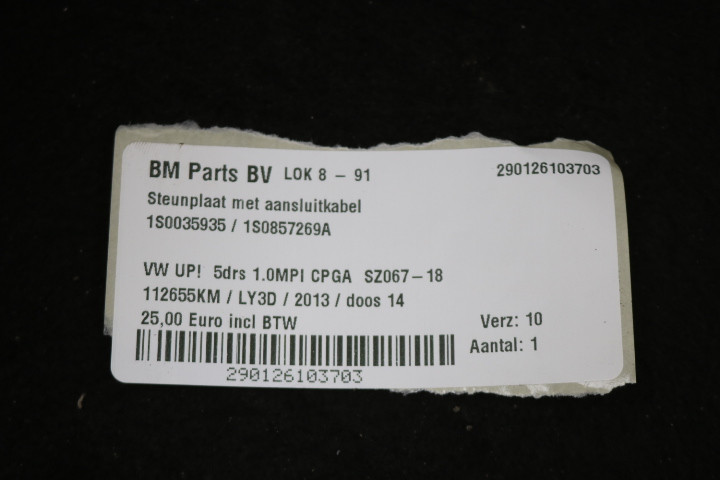 BM Parts BV LOK 8 - 91 290126103703
Steunplaat met aansluitkabel
1S0035935 / 1S0857269A
VW UP! 5drs 1.0MPI CPGA SZ067-18
112655KM / LY3D / 2013 / doos 14
25,00 Euro incl BTW Verz: 10
Aantal: 1
290126103703